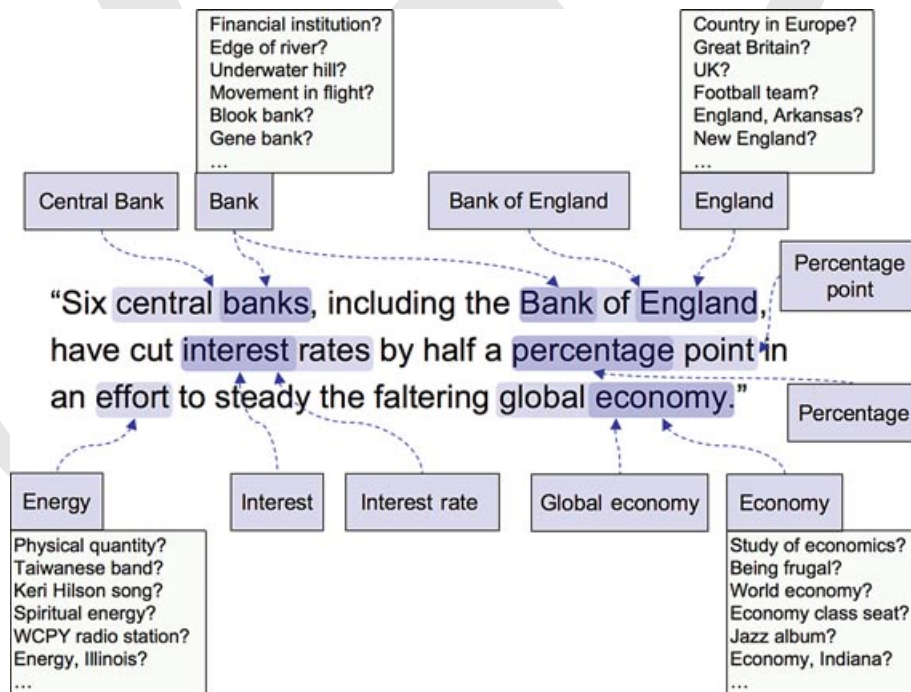 Financial institution?
Edge of river?
Underwater hill?
Movement in flight?
Blook bank?
Gene bank?
...
Country in Europe?
Great Britain?
UK?
Football team?
England, Arkansas?
New England?
...
Central Bank
Bank
Bank of England
England
Percentage
point
“Six central banks, including the Bank of England,
have cut interest rates by half a percentage point in
an effort to steady the faltering global economy.”
Percentage
Energy
Interest
Interest rate
Global economy
Economy
Physical quantity?
Taiwanese band?
Keri Hilson song?
Spiritual energy?
WCPY radio station?
Energy, Illinois?
...
Study of economics?
Being frugal?
World economy?
Economy class seat?
Jazz album?
Economy, Indiana?
...